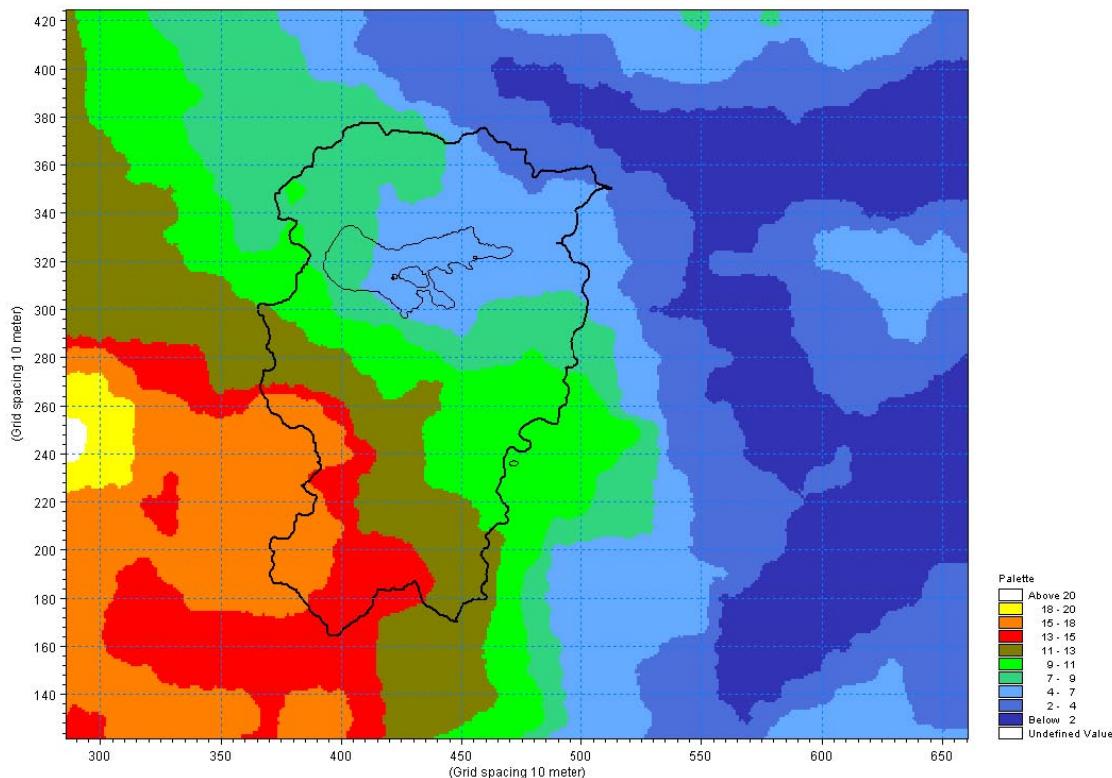 420
400
380
360
340
320
300
280
260
240
220
200
180
160
140
(Grid spacing 10 meter)
300 350 400 450 500 550 600 650
(Grid spacing 10 meter)
Palette
Above 20
18 - 20
15 - 18
13 - 15
11 - 13
9 - 11
7 - 9
4 - 7
2 - 4
Below 2
Undefined Value